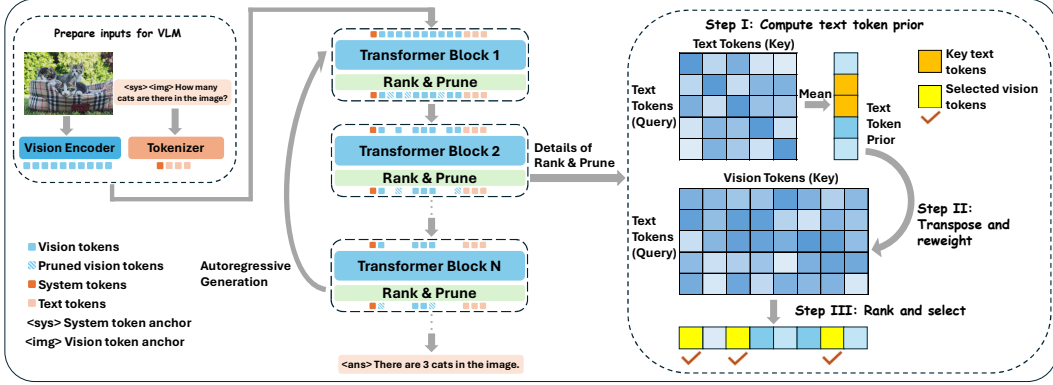 Prepare inputs for VLM
<sys><img> How many
cats are there in the image?
Vision Encoder
Tokenizer
Vision tokens
Pruned vision tokens
System tokens
Text tokens
<sys> System token anchor
<img> Vision token anchor
Autoregressive
Generation
Transformer Block 1
Rank & Prune
Transformer Block 2
Rank & Prune
Transformer Block N
Rank & Prune
<ans> There are 3 cats in the image.
Details of
Rank & Prune
Step I: Compute text token prior
Text Tokens (Key)
Text
Tokens
(Query)
Mean
Text
Token
Prior
Key text
tokens
Selected vision
tokens
Vision Tokens (Key)
Text
Tokens
(Query)
Step II:
Transpose and
reweight
Step III: Rank and select